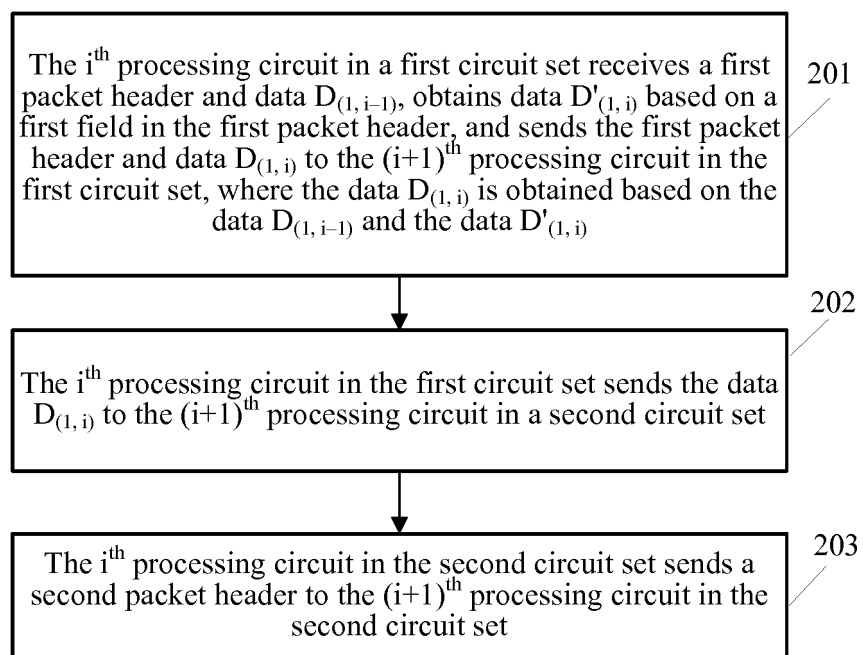 The i^th processing circuit in a first circuit set receives a first
packet header and data D_(1, i–1), obtains data D'_(1, i) based on a
first field in the first packet header, and sends the first packet
header and data D_(1, i) to the (i+1)^th processing circuit in the
first circuit set, where the data D_(1, i) is obtained based on the
data D_(1, i–1) and the data D'_(1, i)
201
The i^th processing circuit in the first circuit set sends the data
D_(1, i) to the (i+1)^th processing circuit in a second circuit set
202
The i^th processing circuit in the second circuit set sends a
second packet header to the (i+1)^th processing circuit in the
second circuit set
203